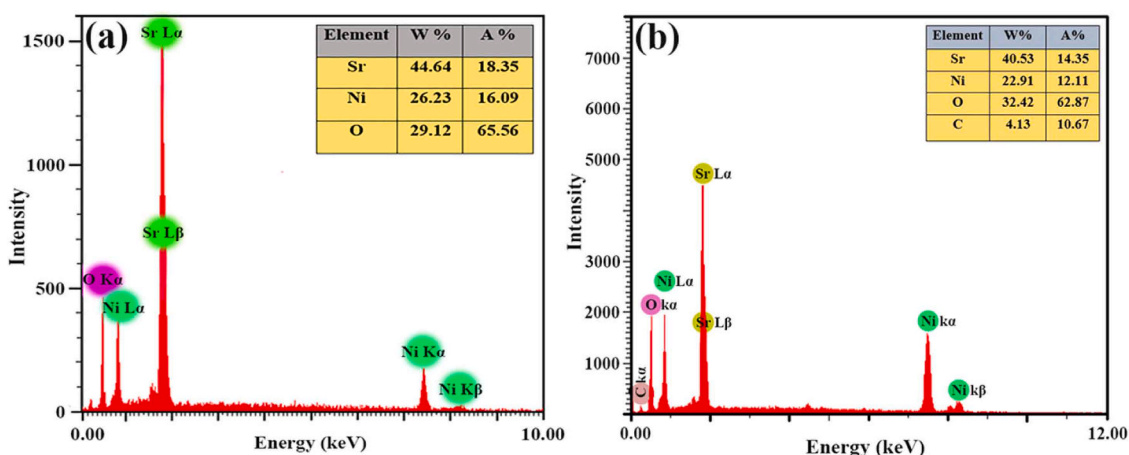 (a)
Element W % A %
Sr 44.64 18.35
Ni 26.23 16.09
O 29.12 65.56
1500
1000
500
0
Intensity
Sr Lα
Sr Lβ
O Kα
Ni Lα
Ni Kα
Ni Kβ
0.00
10.00
Energy (keV)
(b)
Element W% A%
Sr 40.53 14.35
Ni 22.91 12.11
O 32.42 62.87
C 4.13 10.67
7000
6000
5000
3000
2000
1000
0
Intensity
Sr Lα
Ni Lα
O kα
Sr Lβ
C kα
Ni kα
Ni kβ
0.00
12.00
Energy (keV)